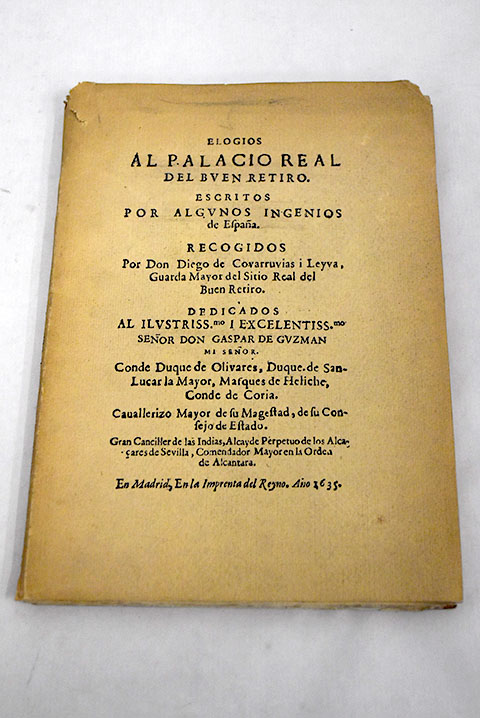 ELOGIOS
AL PALACIO REAL
DEL BVEN RETIRO.
ESCRITOS
POR ALGVNOS INGENIOS
de España.
RECOGIDOS
Por Don Diego de Covarruvias i Leyva,
Guarda Mayor del Sitio Real del
Buen Retiro.
DEDICADOS
AL ILVSTRISS.mo I EXCELENTISS.mo
SEÑOR DON GASPAR DE GVZMAN
MI SEÑOR.
Conde Duque de Olivares, Duque de San-
Lucar la Mayor, Marques de Heliche,
Conde de Coria.
Cauallerizo Mayor de su Magestad, de su Con-
sejo de Estado.
Gran Canciller de las Indias, Alcayde Perpetuo de los Alca-
çares de Sevilla, Comendador Mayor en la Orden
de Alcantara.
En Madrid, En la Imprenta del Reyno. Año 1635.